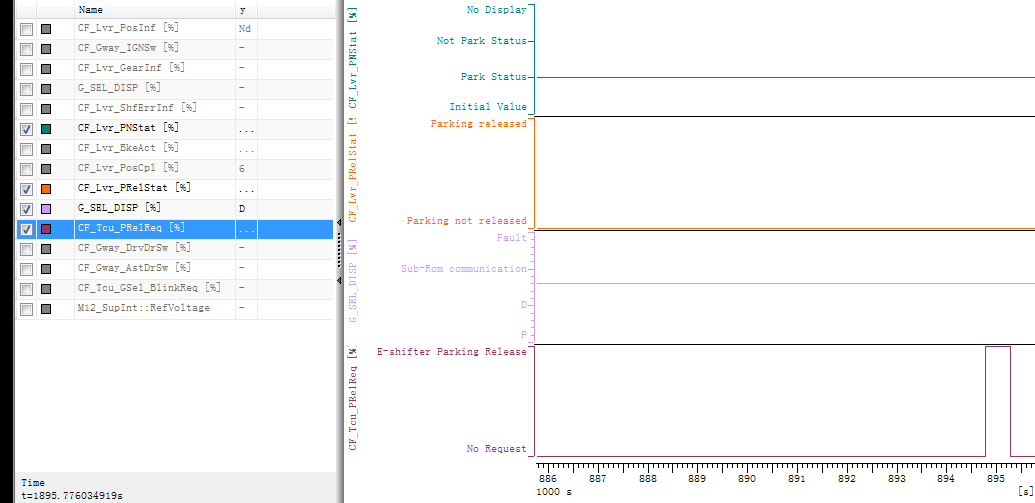 Name y
CF_Lvr_PosInf [%] Nd
CF_Gway_IGNSw [%] -
CF_Lvr_GearInf [%] -
G_SEL_DISP [%] -
CF_Lvr_ShfErrInf [%] -
CF_Lvr_PNStat [%] ...
CF_Lvr_BkeAct [%] ...
CF_Lvr_PosCpl [%] 6
CF_Lvr_PRelStat [%] ...
G_SEL_DISP [%] D
CF_Tcu_PRelReq [%] ...
CF_Gway_DrvDrSw [%] -
CF_Gway_AstDrSw [%] -
CF_Tcu_GSel_BlinkReq [%] -
Mi2_SupInt::RefVoltage -
Time
t=1895.776034919s
CF_Lvr_PNStat [%]
No Display
Not Park Status
Park Status
Initial Value
CF_Lvr_PRelStat
Parking released
Parking not released
G_SEL_DISP [%]
Fault
Sub-Rom communication
D
P
CF_Tcu_PRelReq [%]
E-shifter Parking Release
No Request
886 887 888 889 890 891 892 893 894 895
1000 s [s]